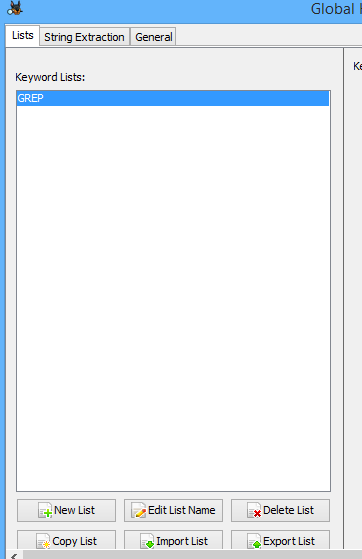 Global
Lists String Extraction General
Keyword Lists:
GREP
New List Edit List Name Delete List
Copy List Import List Export List